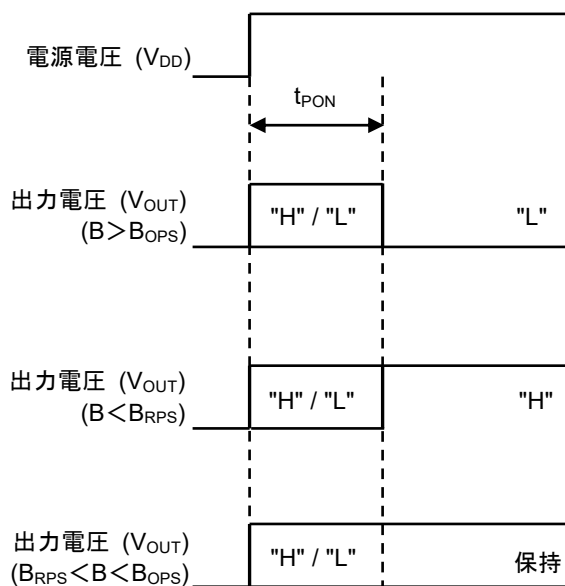 電源電圧 (VDD)
tPON
出力電圧 (VOUT)
(B＞BOPS)
"H" / "L"
"L"
出力電圧 (VOUT)
(B＜BRPS)
"H" / "L"
"H"
出力電圧 (VOUT)
(BRPS＜B＜BOPS)
"H" / "L"
保持